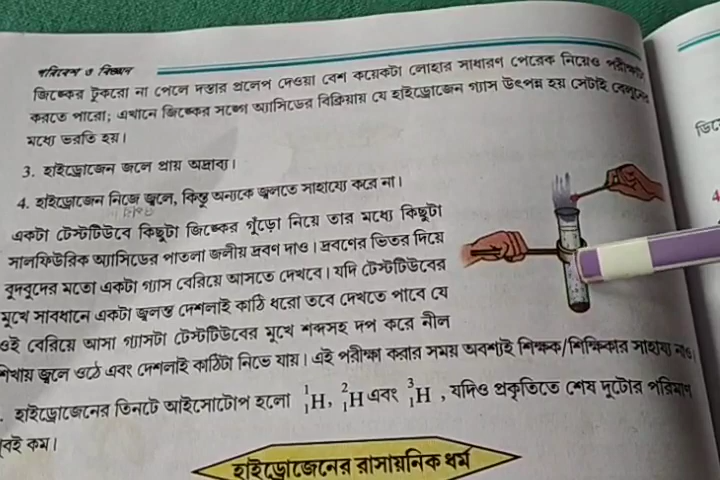 পরিবেশ ও বিজ্ঞান
জিঙ্কের টুকরো না পেলে দস্তার প্রলেপ দেওয়া বেশ কয়েকটা লোহার সাধারণ পেরেক নিয়েও পরীক্ষাটি
করতে পারো; এখানে জিঙ্কের সঙ্গে অ্যাসিডের বিক্রিয়ায় যে হাইড্রোজেন গ্যাস উৎপন্ন হয় সেটাই বেলুনের
মধ্যে ভরতি হয়।
3. হাইড্রোজেন জলে প্রায় অদ্রাব্য।
4. হাইড্রোজেন নিজে জ্বলে, কিন্তু অন্যকে জ্বলতে সাহায্যে করে না।
একটা টেস্টটিউবে কিছুটা জিঙ্কের গুঁড়ো নিয়ে তার মধ্যে কিছুটা
সালফিউরিক অ্যাসিডের পাতলা জলীয় দ্রবণ দাও। দ্রবণের ভিতর দিয়ে
বুদবুদের মতো একটা গ্যাস বেরিয়ে আসতে দেখবে। যদি টেস্টটিউবের
মুখে সাবধানে একটা জ্বলন্ত দেশলাই কাঠি ধরো তবে দেখতে পাবে যে
ওই বেরিয়ে আসা গ্যাসটা টেস্টটিউবের মুখে শব্দসহ দপ করে নীল
শিখায় জ্বলে ওঠে এবং দেশলাই কাঠিটা নিভে যায়। এই পরীক্ষা করার সময় অবশ্যই শিক্ষক/শিক্ষিকার সাহায্য নাও।
. হাইড্রোজেনের তিনটে আইসোটোপ হলো ¹₁H, ²₁H এবং ³₁H , যদিও প্রকৃতিতে শেষ দুটোর পরিমাণ
খুবই কম।
হাইড্রোজেনের রাসায়নিক ধর্ম
4